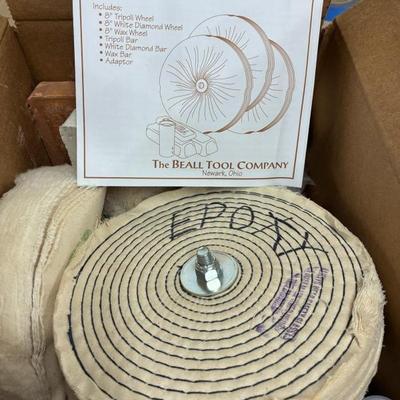 Includes:
• 8" Tripoli Wheel
• 8" White Diamond Wheel
• 8" Wax Wheel
• Tripoli Bar
• White Diamond Bar
• Wax Bar
• Adaptor
THE BEALL TOOL COMPANY
Newark, Ohio
EPOXY